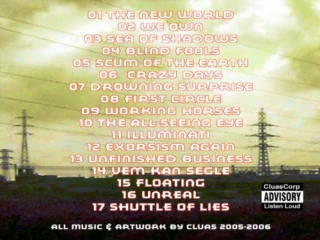 01 THE NEW WORLD
02 WE OWN
03 SEA OF SHADOWS
04 BLIND FOOLS
05 SCUM OF THE EARTH
06 CRAZY DAYS
07 DROWNING SURPRISE
08 FIRST CIRCLE
09 WORKING HORSES
10 THE ALL SEEING EYE
11 ILLUMINATI
12 EXORSISM AGAIN
13 UNFINISHED BUSINESS
14 VEM KAN SEGLE
15 FLOATING
16 UNREAL
17 SHUTTLE OF LIES
CluasCorp
ADVISORY
Listen Loud
ALL MUSIC & ARTWORK BY CLUAS 2005-2006